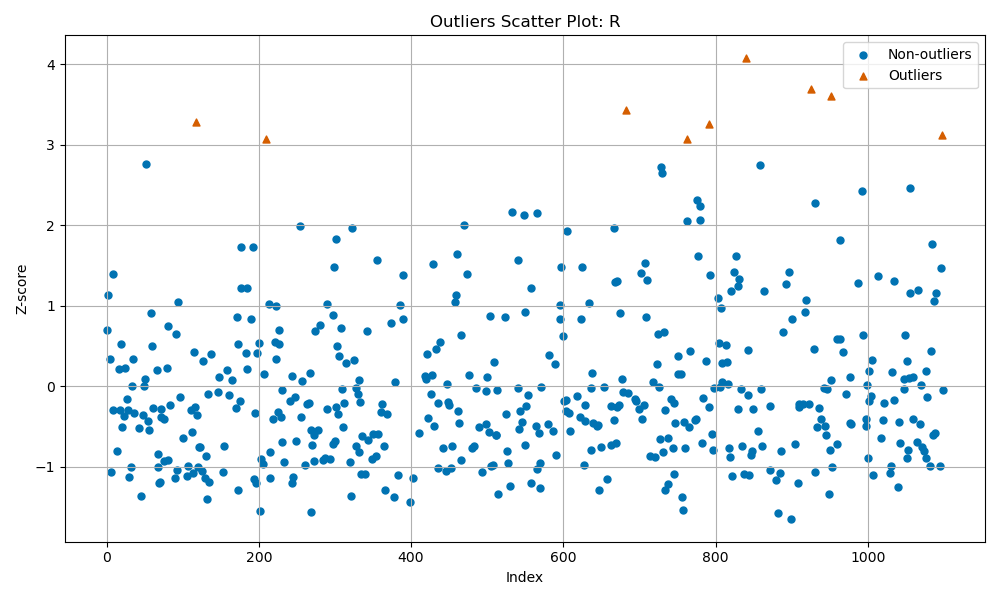 Outliers Scatter Plot: R
Non-outliers
Outliers
Z-score
4
3
2
1
0
−1
0 200 400 600 800 1000
Index